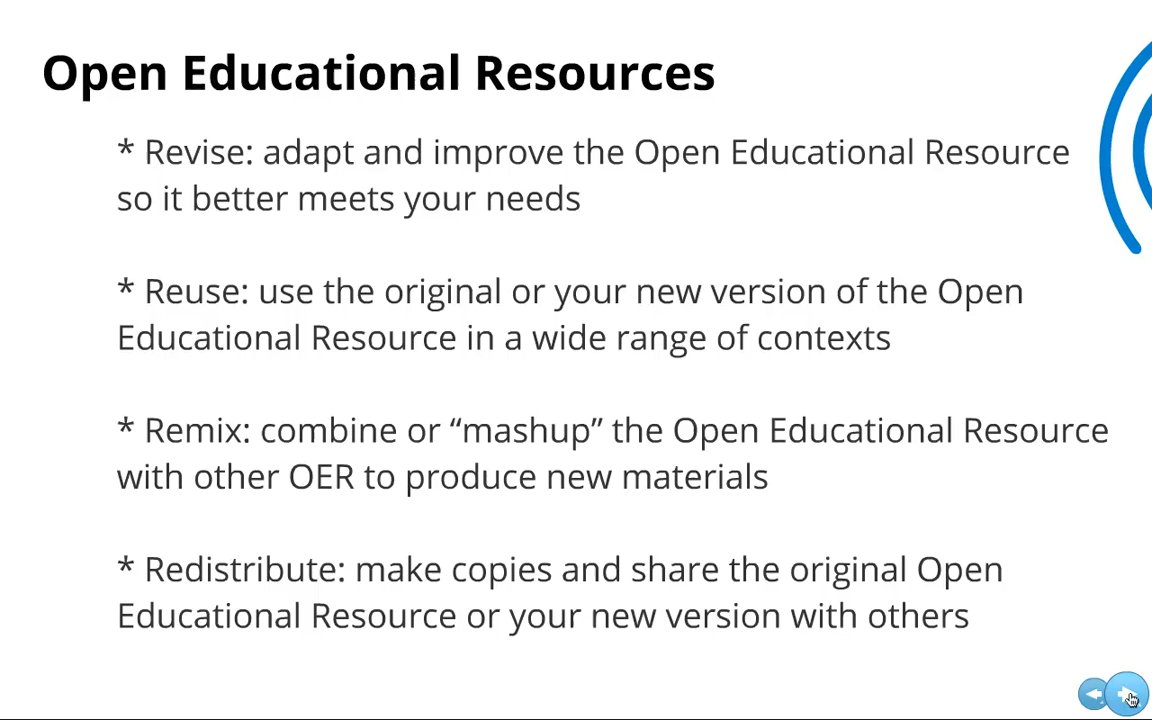 Open Educational Resources
* Revise: adapt and improve the Open Educational Resource
so it better meets your needs
* Reuse: use the original or your new version of the Open
Educational Resource in a wide range of contexts
* Remix: combine or “mashup” the Open Educational Resource
with other OER to produce new materials
* Redistribute: make copies and share the original Open
Educational Resource or your new version with others